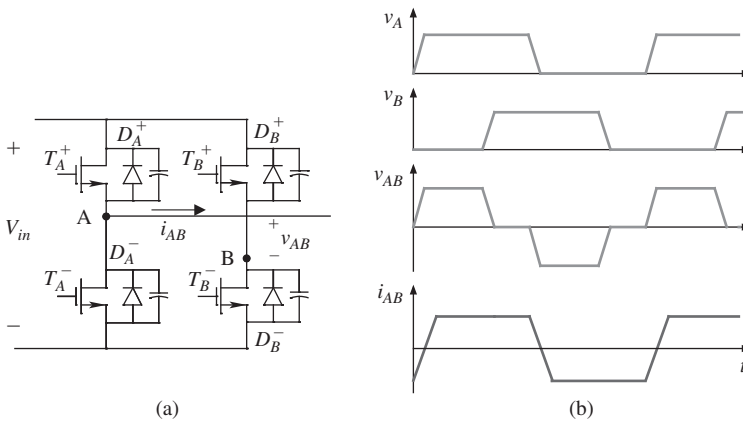 +
V_in
−
T_A^+
D_A^+
T_B^+
D_B^+
A
i_AB
+
v_AB
−
B
D_A^−
T_A^−
T_B^−
D_B^−
(a)
v_A
v_B
v_AB
i_AB
t
(b)